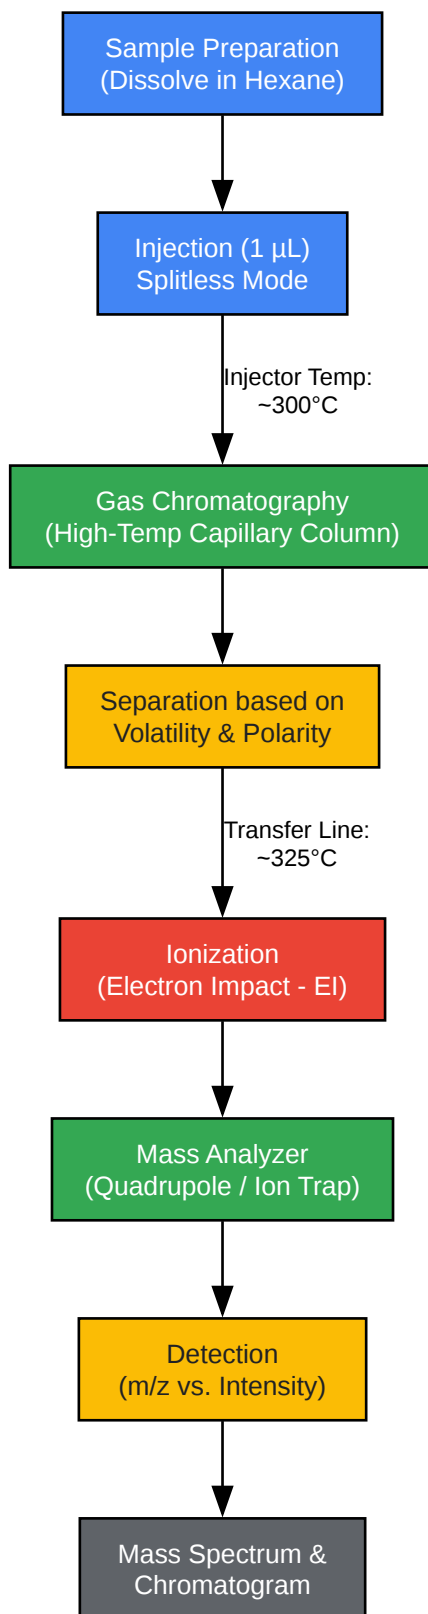 Sample Preparation
(Dissolve in Hexane)
Injection (1 µL)
Splitless Mode
Injector Temp:
~300°C
Gas Chromatography
(High-Temp Capillary Column)
Separation based on
Volatility & Polarity
Transfer Line:
~325°C
Ionization
(Electron Impact - EI)
Mass Analyzer
(Quadrupole / Ion Trap)
Detection
(m/z vs. Intensity)
Mass Spectrum &
Chromatogram